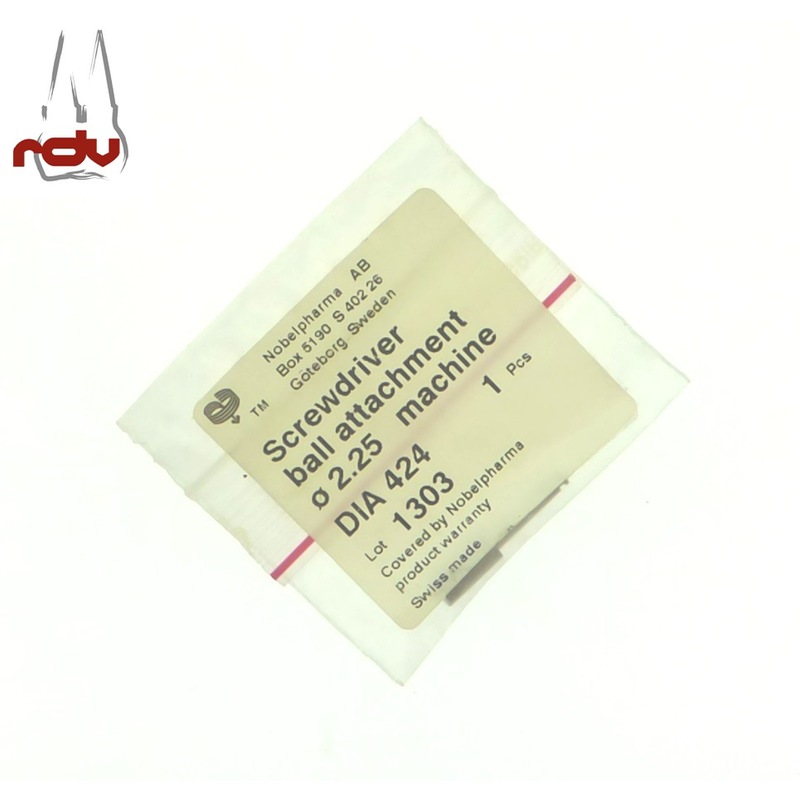 rdv
Nobelpharma AB
Box 5190 S 402 26
Göteborg Sweden
TM
Screwdriver
ball attachment
ø 2.25 machine
DIA 424 1 Pcs
Lot 1303
Covered by Nobelpharma
product warranty
Swiss made